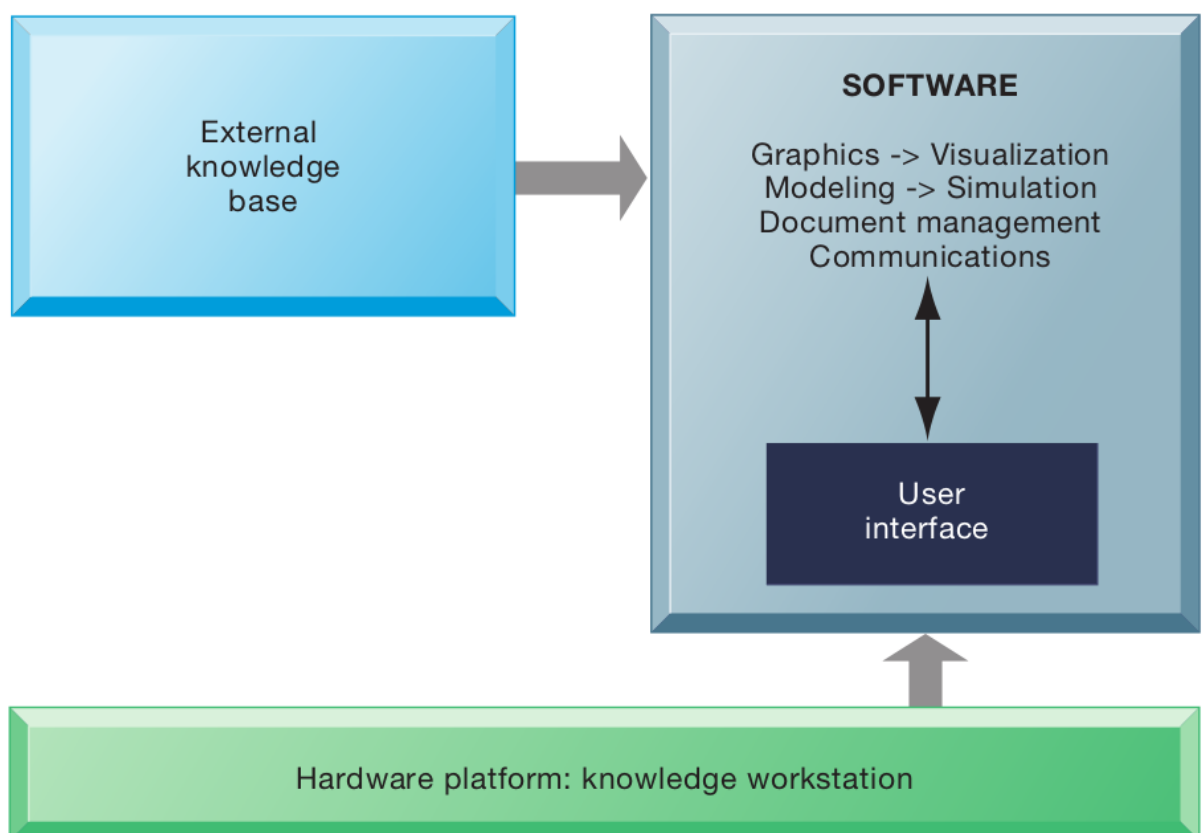 External
knowledge
base
SOFTWARE
Graphics -> Visualization
Modeling -> Simulation
Document management
Communications
User
interface
Hardware platform: knowledge workstation